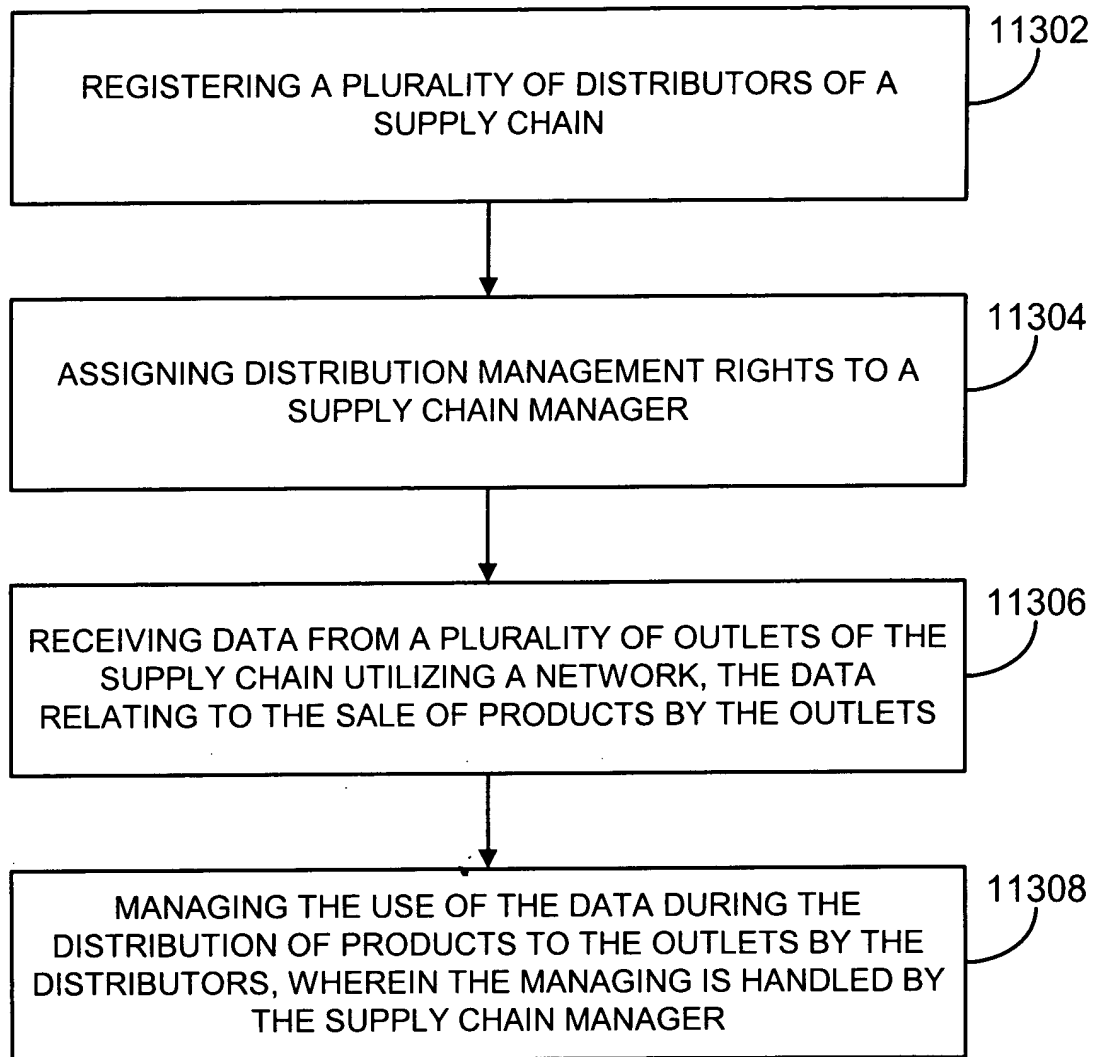 11302
REGISTERING A PLURALITY OF DISTRIBUTORS OF A
SUPPLY CHAIN
11304
ASSIGNING DISTRIBUTION MANAGEMENT RIGHTS TO A
SUPPLY CHAIN MANAGER
11306
RECEIVING DATA FROM A PLURALITY OF OUTLETS OF THE
SUPPLY CHAIN UTILIZING A NETWORK, THE DATA
RELATING TO THE SALE OF PRODUCTS BY THE OUTLETS
11308
MANAGING THE USE OF THE DATA DURING THE
DISTRIBUTION OF PRODUCTS TO THE OUTLETS BY THE
DISTRIBUTORS, WHEREIN THE MANAGING IS HANDLED BY
THE SUPPLY CHAIN MANAGER